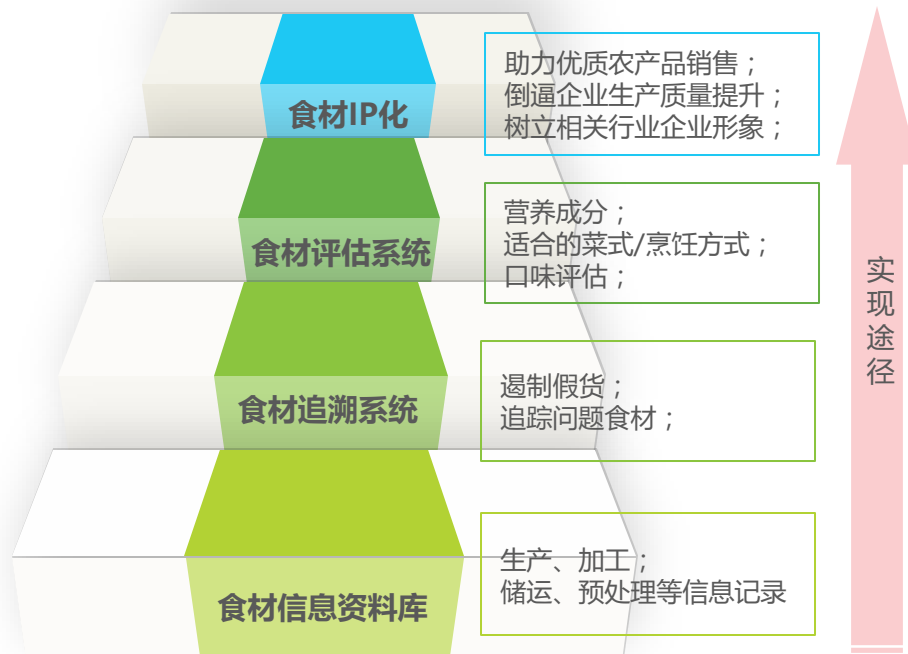 助力优质农产品销售；
倒逼企业生产质量提升；
树立相关行业企业形象；
食材IP化
营养成分；
适合的菜式/烹饪方式；
口味评估；
食材评估系统
遏制假货；
追踪问题食材；
食材追溯系统
生产、加工；
储运、预处理等信息记录
食材信息资料库
实现途径